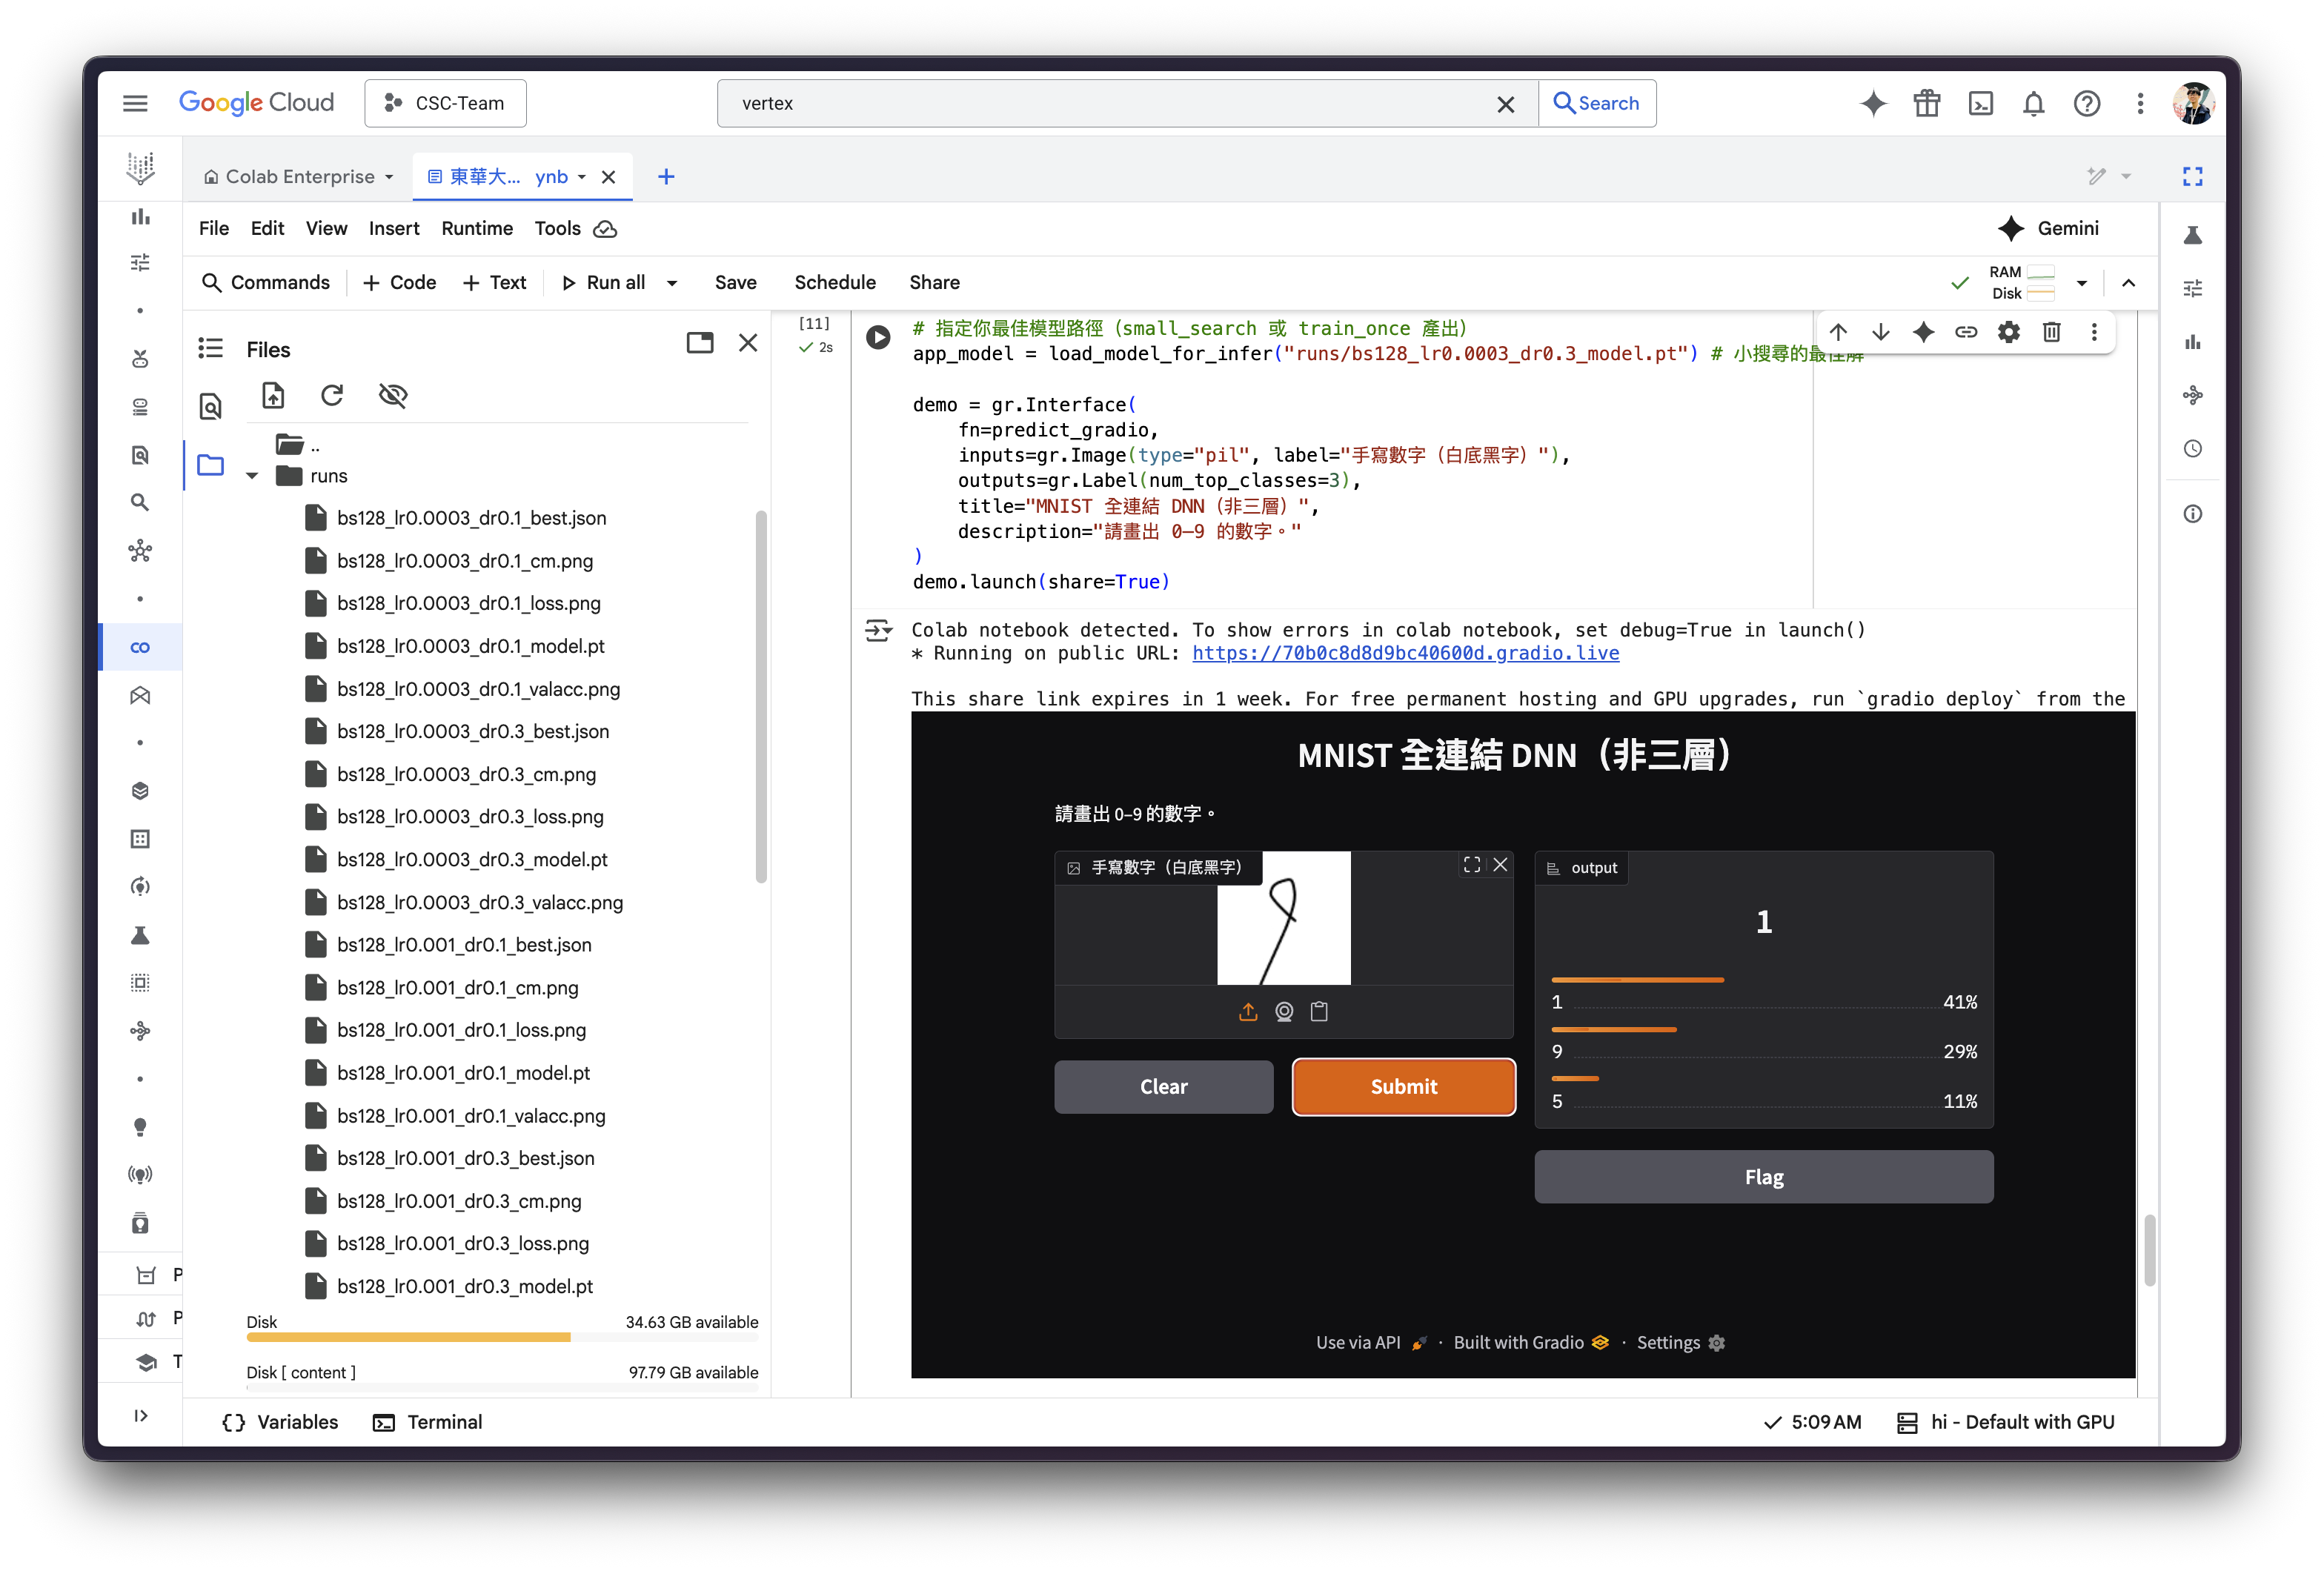 Google Cloud
CSC-Team
vertex
Search
Colab Enterprise
東華大... ynb
File Edit View Insert Runtime Tools
Gemini
Commands
+ Code + Text
Run all
Save
Schedule
Share
RAM
Disk
Files
..
runs
bs128_lr0.0003_dr0.1_best.json
bs128_lr0.0003_dr0.1_cm.png
bs128_lr0.0003_dr0.1_loss.png
bs128_lr0.0003_dr0.1_model.pt
bs128_lr0.0003_dr0.1_valacc.png
bs128_lr0.0003_dr0.3_best.json
bs128_lr0.0003_dr0.3_cm.png
bs128_lr0.0003_dr0.3_loss.png
bs128_lr0.0003_dr0.3_model.pt
bs128_lr0.0003_dr0.3_valacc.png
bs128_lr0.001_dr0.1_best.json
bs128_lr0.001_dr0.1_cm.png
bs128_lr0.001_dr0.1_loss.png
bs128_lr0.001_dr0.1_model.pt
bs128_lr0.001_dr0.1_valacc.png
bs128_lr0.001_dr0.3_best.json
bs128_lr0.001_dr0.3_cm.png
bs128_lr0.001_dr0.3_loss.png
bs128_lr0.001_dr0.3_model.pt
Disk 34.63 GB available
Disk [ content ] 97.79 GB available
P
P
T
[11]
2s
# 指定你最佳模型路徑（small_search 或 train_once 產出）
app_model = load_model_for_infer("runs/bs128_lr0.0003_dr0.3_model.pt") # 小搜尋的最佳解
demo = gr.Interface(
fn=predict_gradio,
inputs=gr.Image(type="pil", label="手寫數字（白底黑字）"),
outputs=gr.Label(num_top_classes=3),
title="MNIST 全連結 DNN（非三層）",
description="請畫出 0–9 的數字。"
)
demo.launch(share=True)
Colab notebook detected. To show errors in colab notebook, set debug=True in launch()
* Running on public URL: https://70b0c8d8d9bc40600d.gradio.live
This share link expires in 1 week. For free permanent hosting and GPU upgrades, run `gradio deploy` from the
MNIST 全連結 DNN（非三層）
請畫出 0–9 的數字。
手寫數字（白底黑字）
Clear
Submit
output
1
1 41%
9 29%
5 11%
Flag
Use via API · Built with Gradio · Settings
Variables
Terminal
5:09 AM
hi - Default with GPU